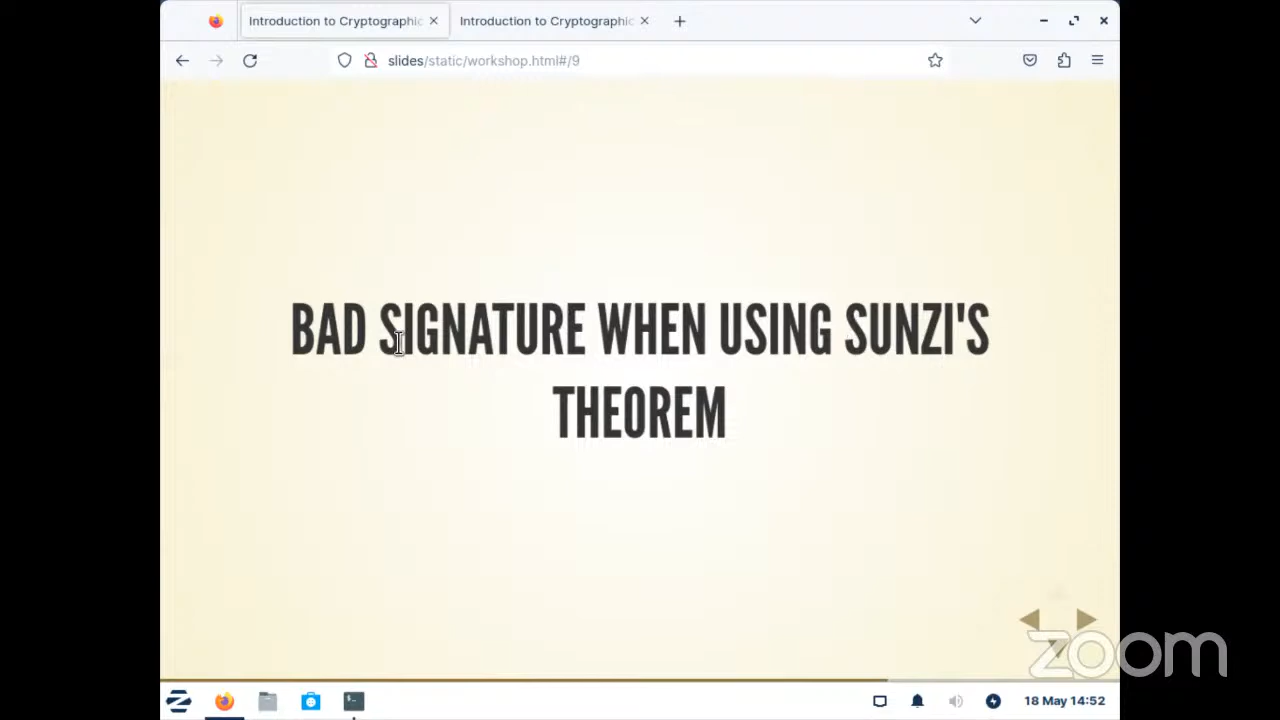 Introduction to Cryptographic
Introduction to Cryptographic
slides/static/workshop.html#/9
BAD SIGNATURE WHEN USING SUNZI'S
THEOREM
zoom
18 May 14:52